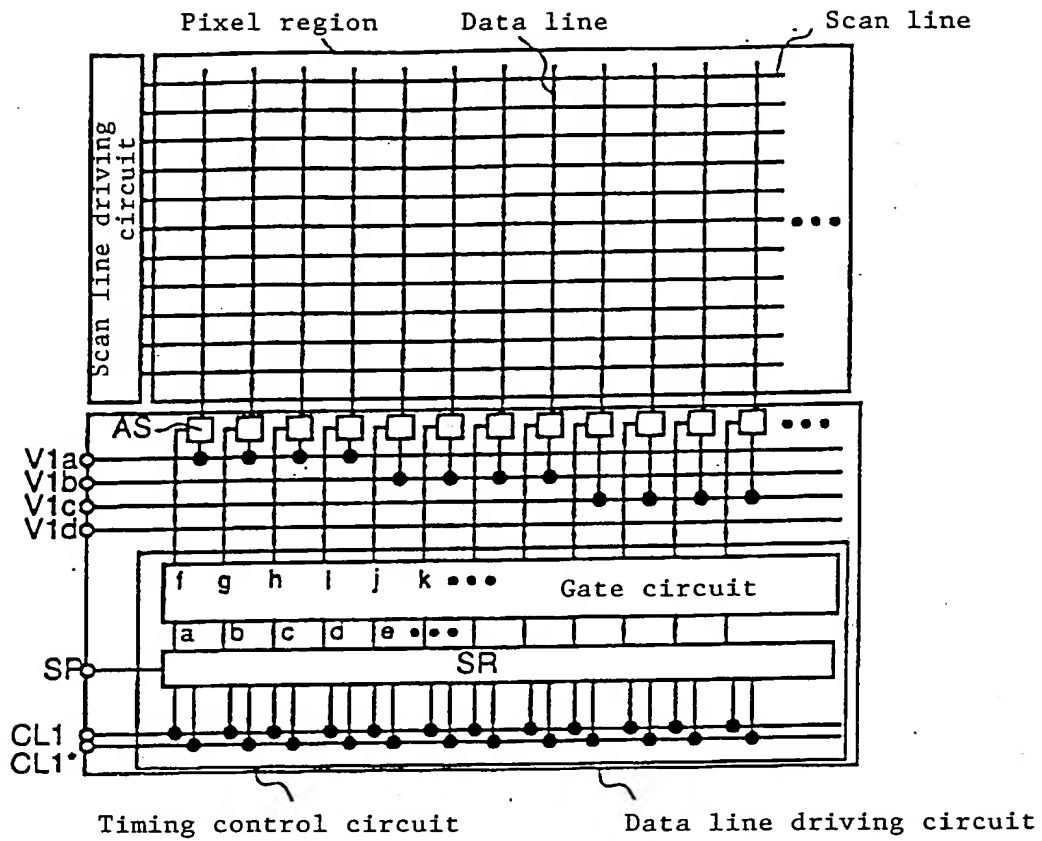 Pixel region
Data line
Scan line
Scan line driving circuit
AS
V1a
V1b
V1c
V1d
f g h i j k •••
Gate circuit
a b c d e •••
SP
SR
CL1
CL1*
Timing control circuit
Data line driving circuit